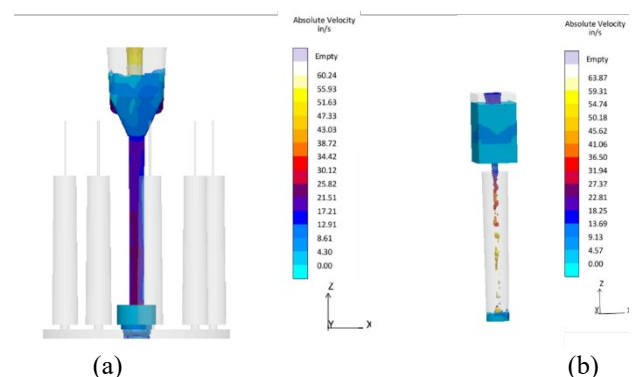 Absolute Velocity
in/s
Empty
60.24
55.93
51.63
47.33
43.03
38.72
34.42
30.12
25.82
21.51
17.21
12.91
8.61
4.30
0.00
Z
Y X
(a)
Absolute Velocity
in/s
Empty
63.87
59.31
54.74
50.18
45.62
41.06
36.50
31.94
27.37
22.81
18.25
13.69
9.13
4.57
0.00
Z
X
(b)